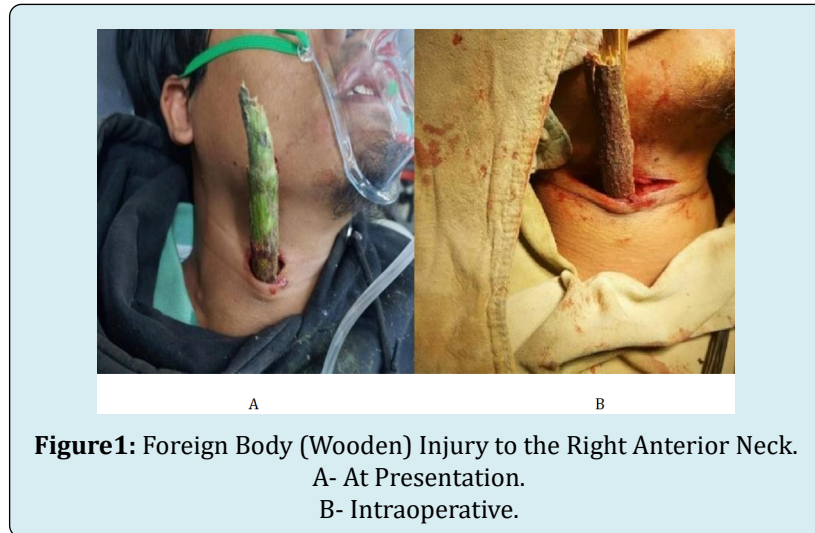 A
B
Figure1: Foreign Body (Wooden) Injury to the Right Anterior Neck.
A- At Presentation.
B- Intraoperative.